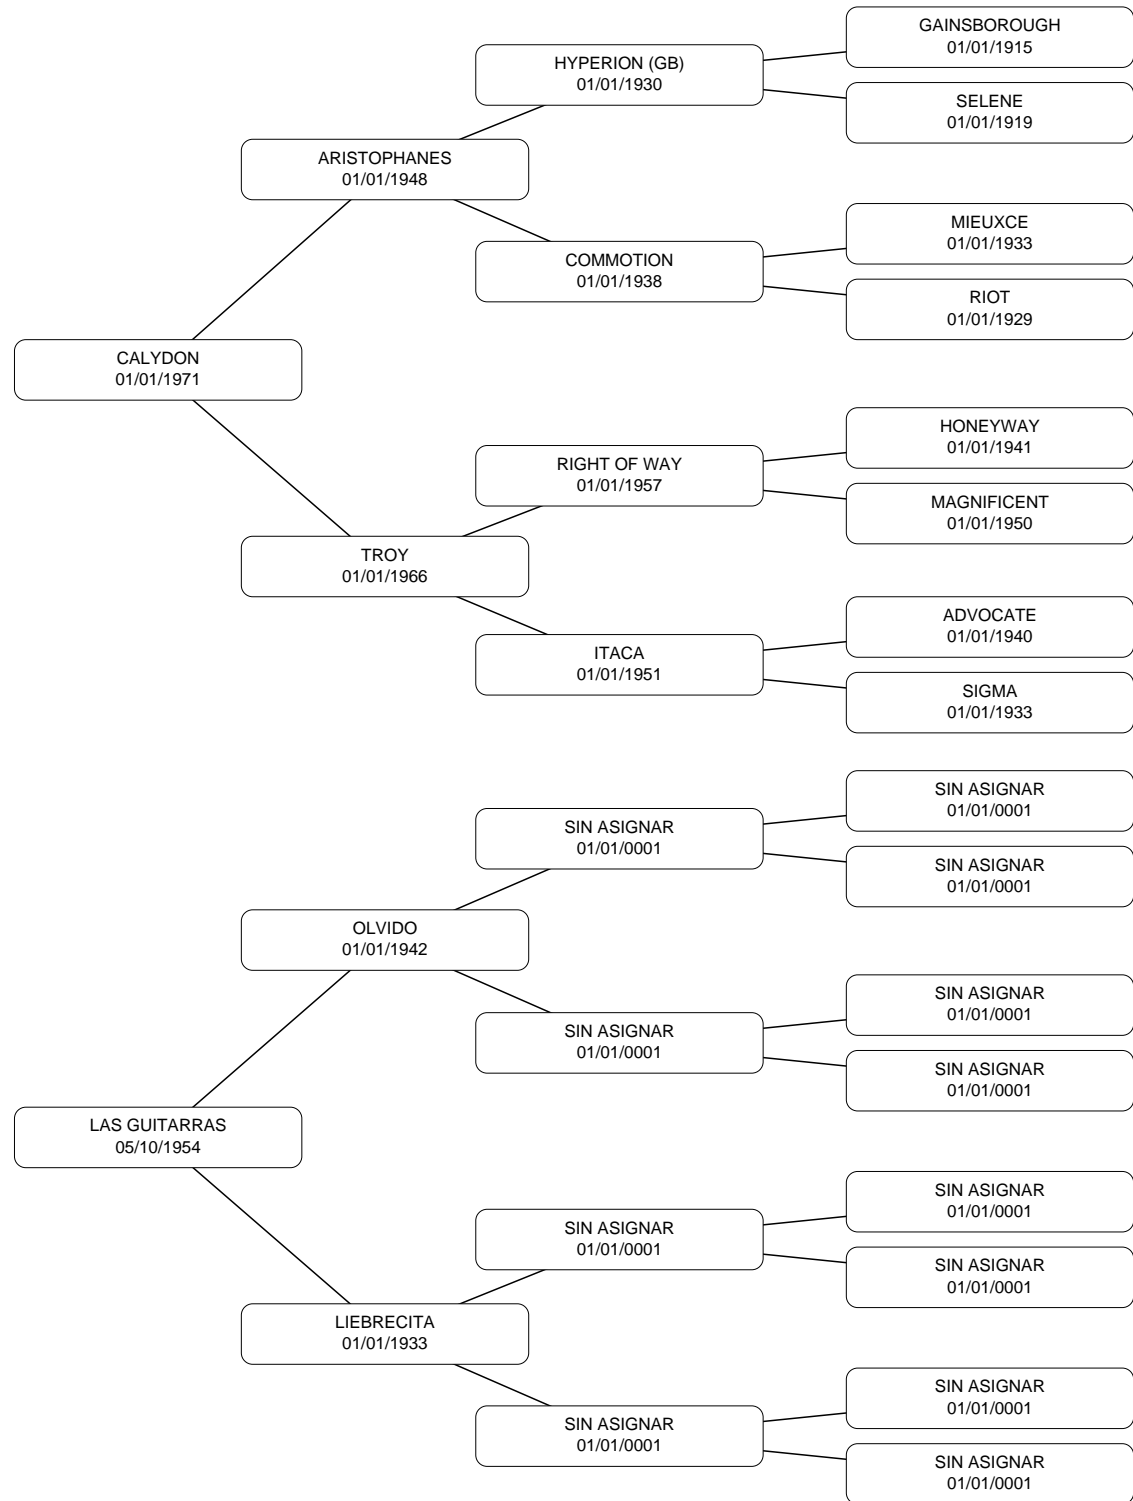 GAINSBOROUGH
01/01/1915
HYPERION (GB)
01/01/1930
SELENE
01/01/1919
ARISTOPHANES
01/01/1948
MIEUXCE
01/01/1933
COMMOTION
01/01/1938
RIOT
01/01/1929
CALYDON
01/01/1971
HONEYWAY
01/01/1941
RIGHT OF WAY
01/01/1957
MAGNIFICENT
01/01/1950
TROY
01/01/1966
ADVOCATE
01/01/1940
ITACA
01/01/1951
SIGMA
01/01/1933
SIN ASIGNAR
01/01/0001
SIN ASIGNAR
01/01/0001
SIN ASIGNAR
01/01/0001
OLVIDO
01/01/1942
SIN ASIGNAR
01/01/0001
SIN ASIGNAR
01/01/0001
SIN ASIGNAR
01/01/0001
LAS GUITARRAS
05/10/1954
SIN ASIGNAR
01/01/0001
SIN ASIGNAR
01/01/0001
SIN ASIGNAR
01/01/0001
LIEBRECITA
01/01/1933
SIN ASIGNAR
01/01/0001
SIN ASIGNAR
01/01/0001
SIN ASIGNAR
01/01/0001